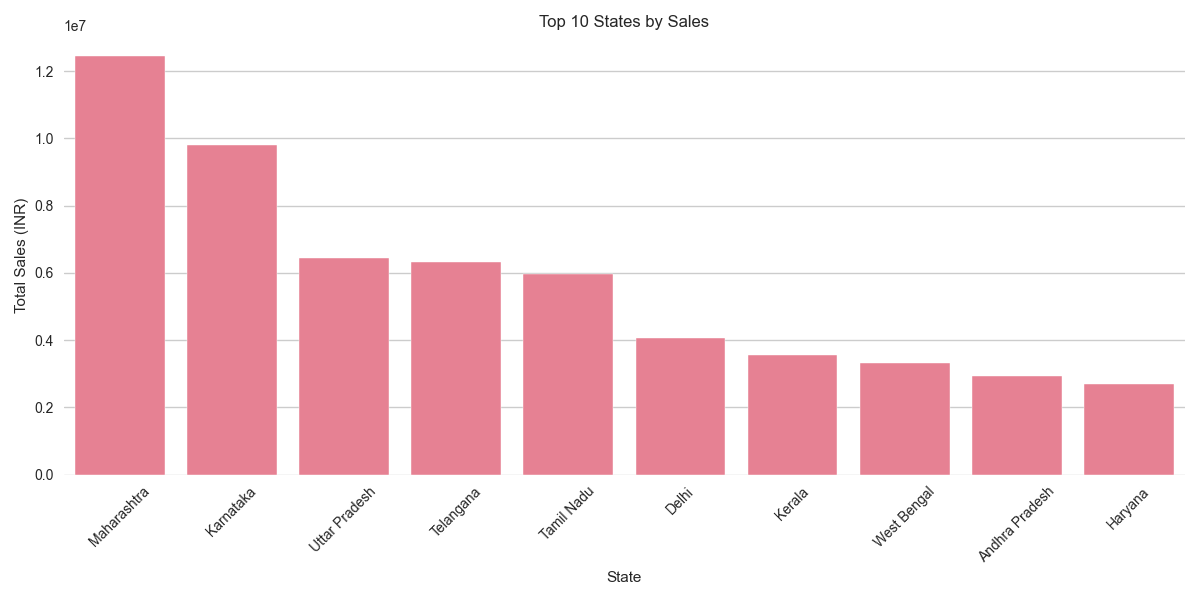 Top 10 States by Sales
1e7
1.2
1.0
0.8
0.6
0.4
0.2
0.0
Total Sales (INR)
Maharashtra
Karnataka
Uttar Pradesh
Telangana
Tamil Nadu
Delhi
Kerala
West Bengal
Andhra Pradesh
Haryana
State